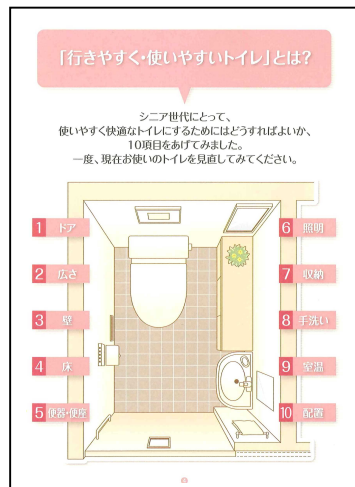 「行きやすく・使いやすいトイレ」とは?
シニア世代にとって、
使いやすく快適なトイレにするためにはどうすればよいか、
10項目をあげてみました。
一度、現在お使いのトイレを見直してみてください。
1 ドア
2 広さ
3 壁
4 床
5 便器・便座
6 照明
7 収納
8 手洗い
9 室温
10 配置